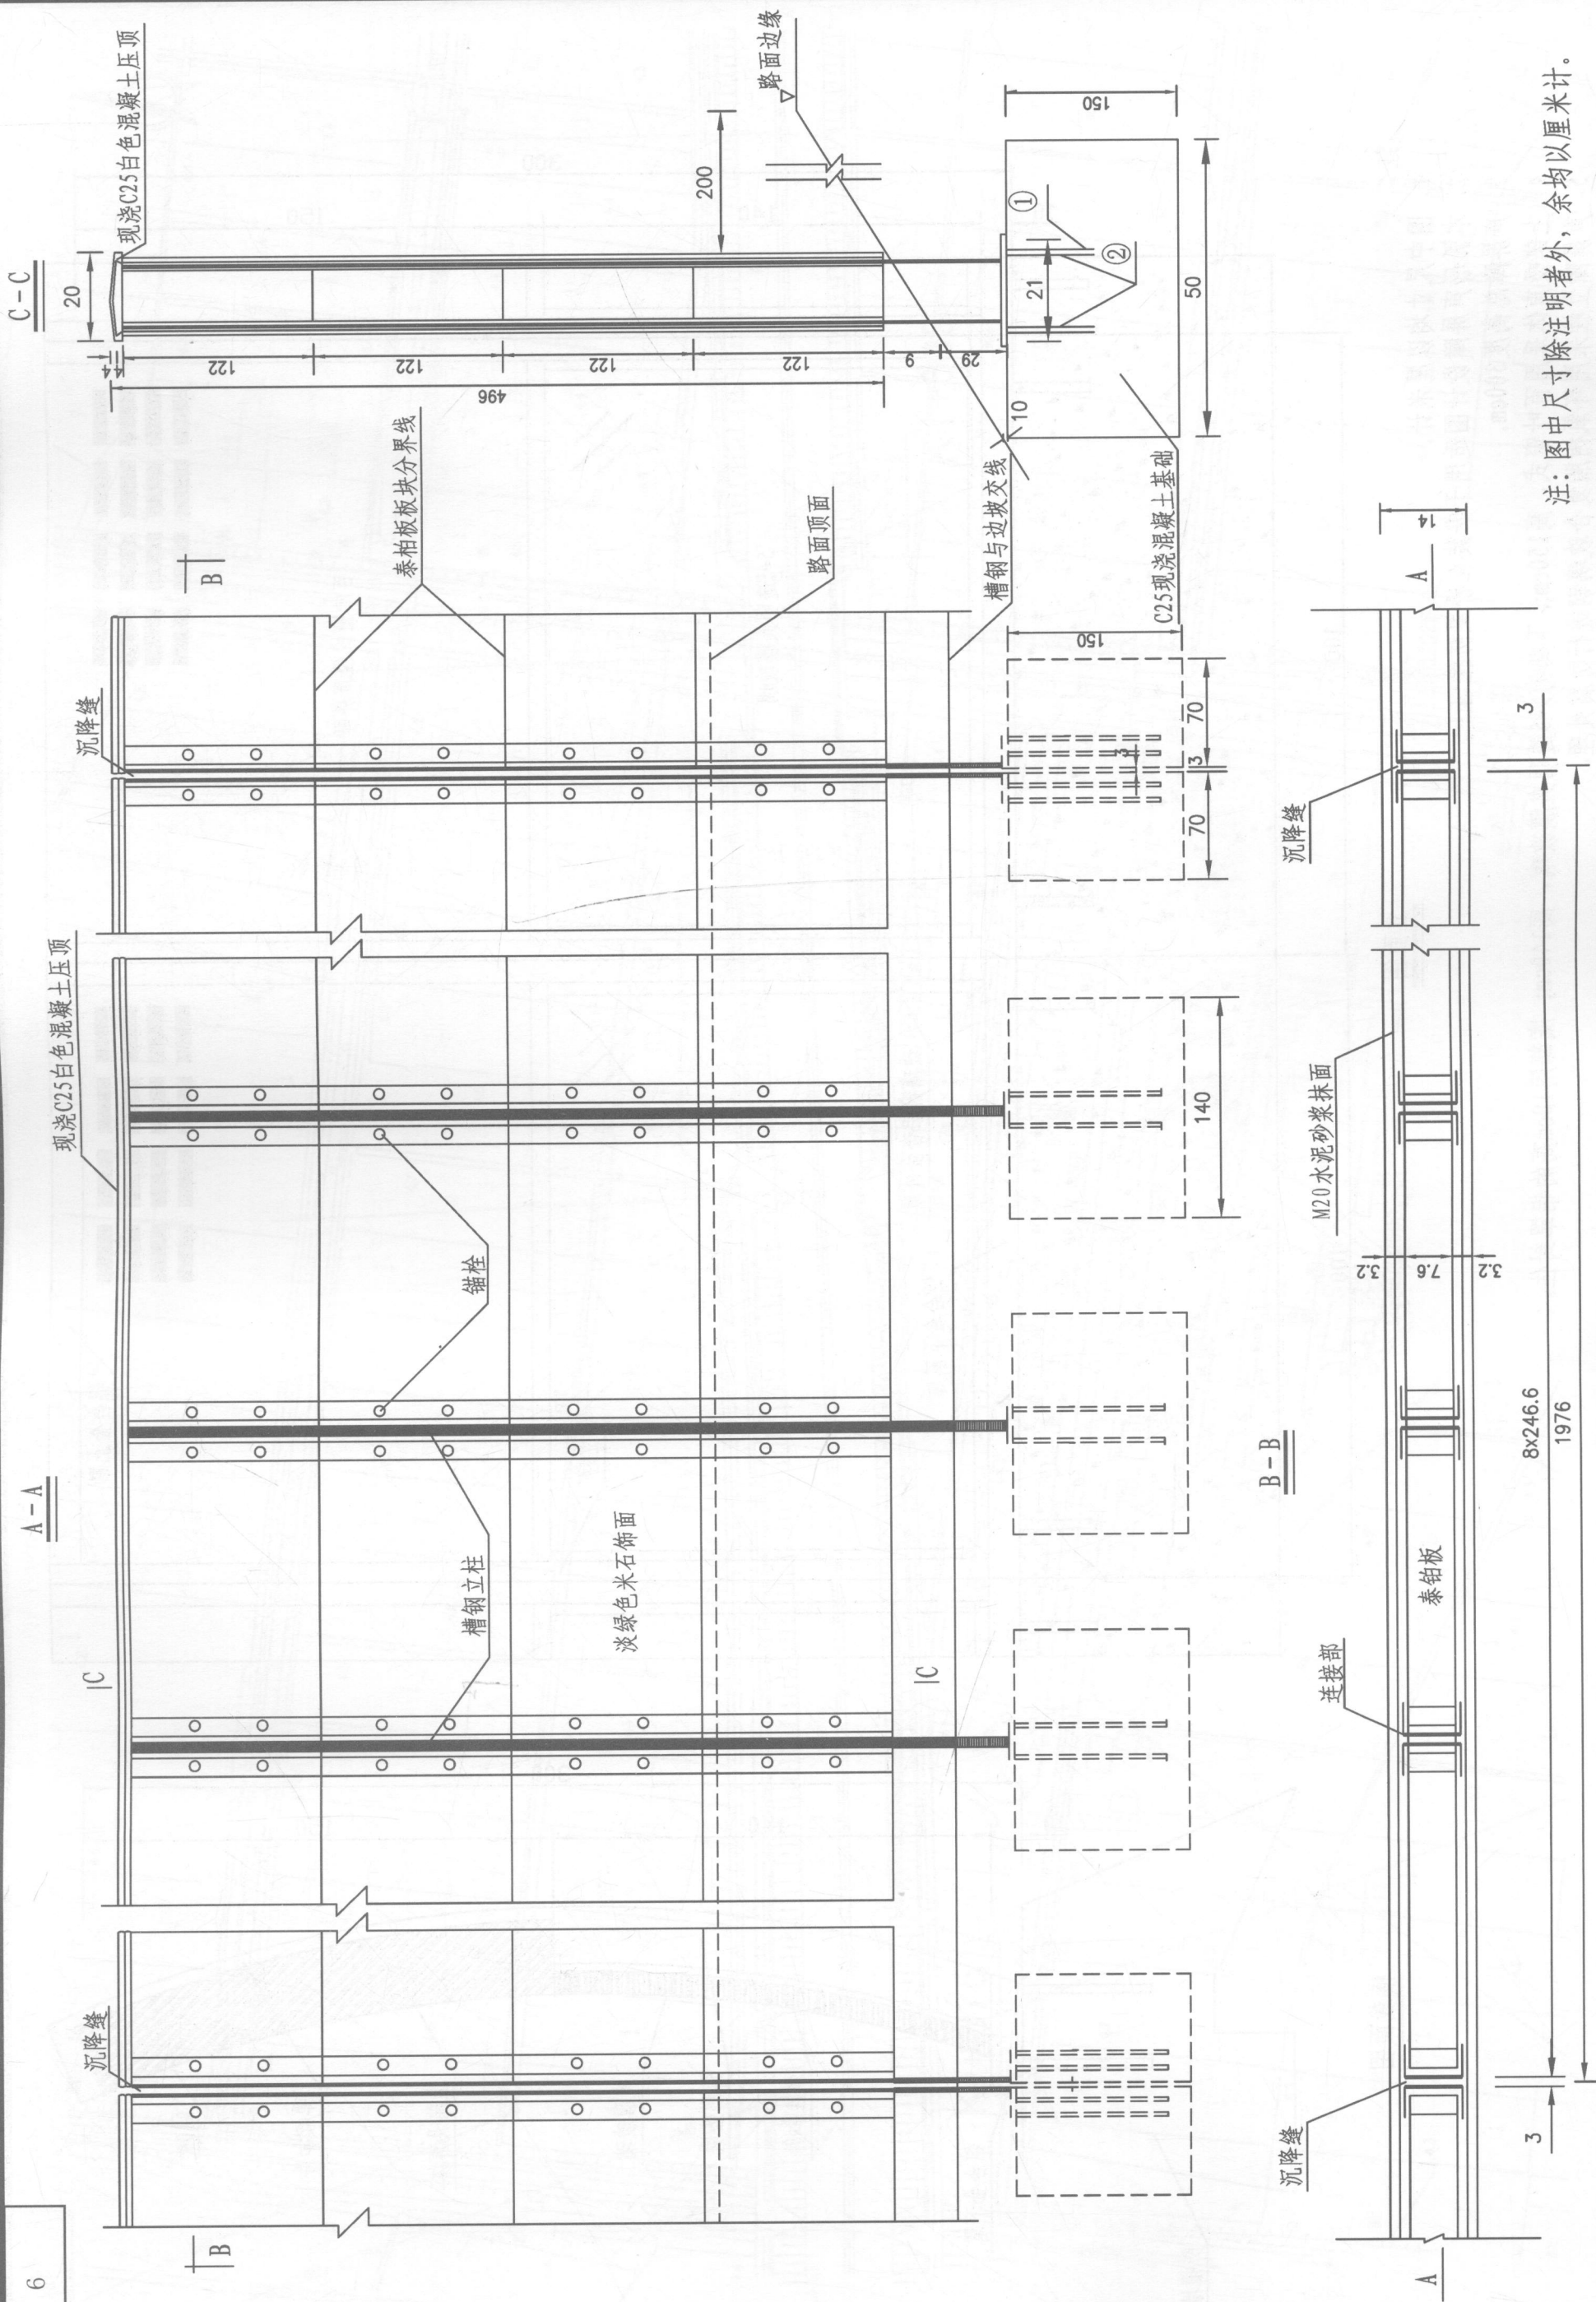 6
A-A
现浇C25白色混凝土压顶
沉降缝
沉降缝
锚栓
槽钢立柱
淡绿色米石饰面
泰柏板板块分界线
路面顶面
槽钢与边坡交线
C25现浇混凝土基础
B
B
C
C
140
70
3
70
3
150
C-C
20
现浇C25白色混凝土压顶
4
4
122
122
122
122
496
9
29
200
路面边缘
10
21
①
②
50
150
B-B
沉降缝
连接部
泰铂板
M20水泥砂浆抹面
沉降缝
3.2
7.6
3.2
14
A
A
3
8x246.6
3
1976
注：图中尺寸除注明者外，余均以厘米计。